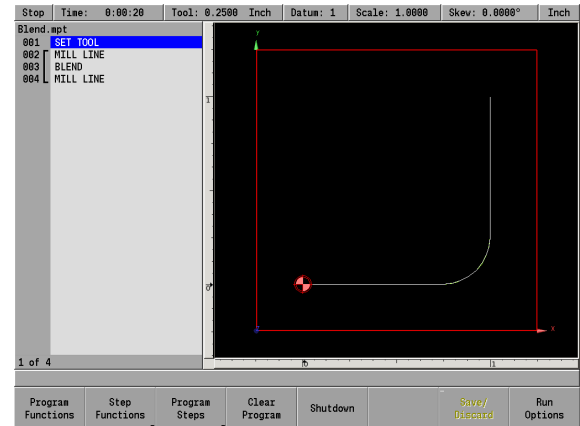 Stop Time: 0:00:20 Tool: 0.2500 Inch Datum: 1 Scale: 1.0000 Skew: 0.0000° Inch
Blend.mpt
001 SET TOOL
002 MILL LINE
003 BLEND
004 MILL LINE
Y
1
0
Z
X
1 of 4
0 1
Program Functions
Step Functions
Program Steps
Clear Program
Shutdown
Save/ Discard
Run Options